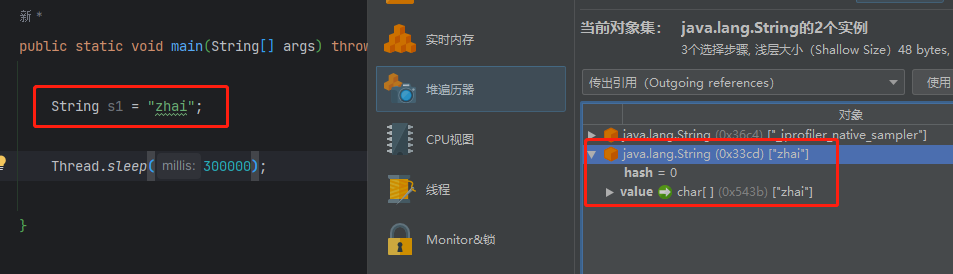 新 *
public static void main(String[] args) throw
String s1 = "zhai";
Thread.sleep( millis: 300000);
}
实时内存
堆遍历器
CPU视图
线程
Monitor&锁
当前对象集： java.lang.String的2个实例
3个选择步骤, 浅层大小（Shallow Size）48 bytes,
传出引用（Outgoing references）
使用
对象
java.lang.String (0x36c4) ["_jprofiler_native_sampler"]
java.lang.String (0x33cd) ["zhai"]
hash = 0
value char[ ] (0x543b) ["zhai"]